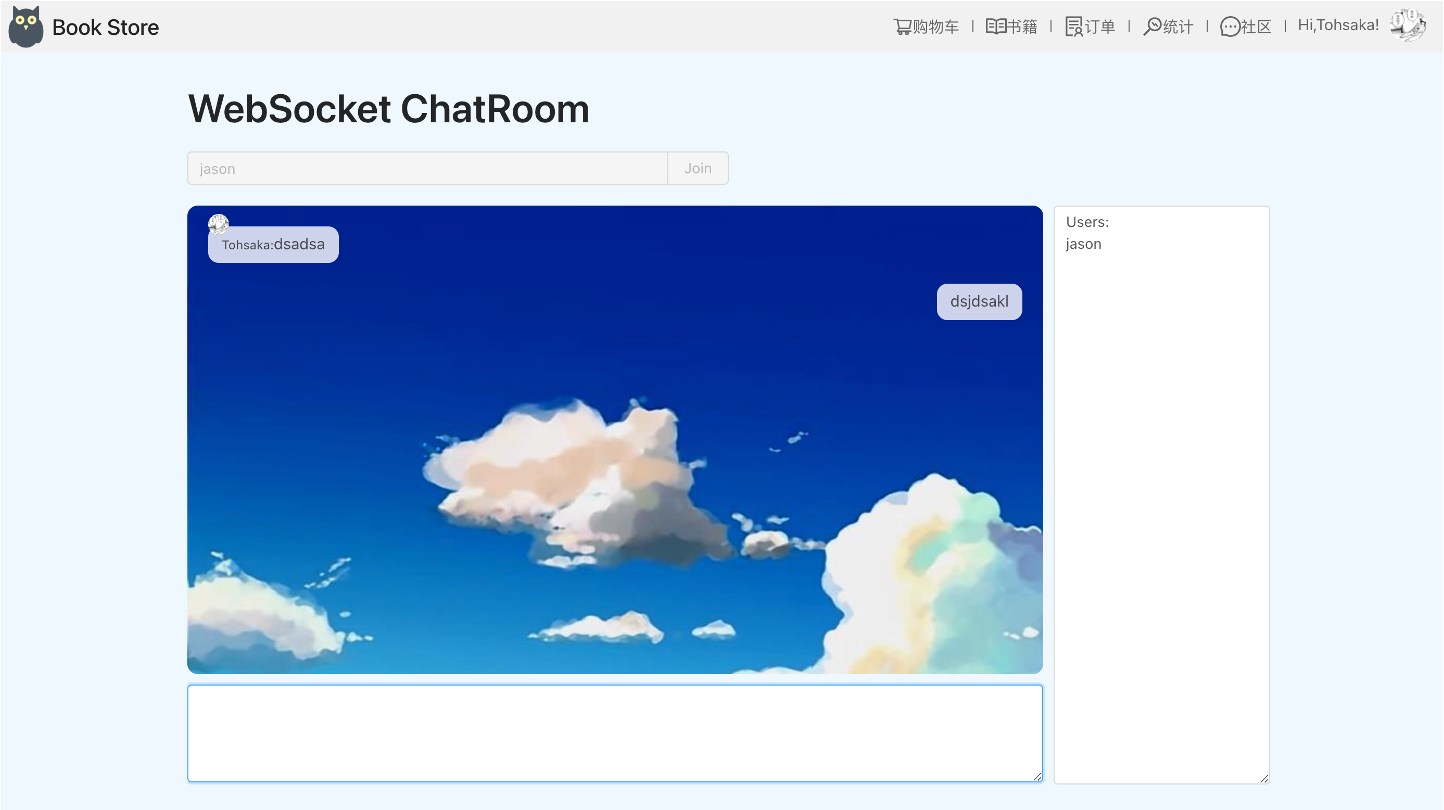 Book Store
购物车 | 书籍 | 订单 | 统计 | 社区 | Hi,Tohsaka!
WebSocket ChatRoom
jason Join
Tohsaka:dsadsa
dsjdsakl
Users:
jason